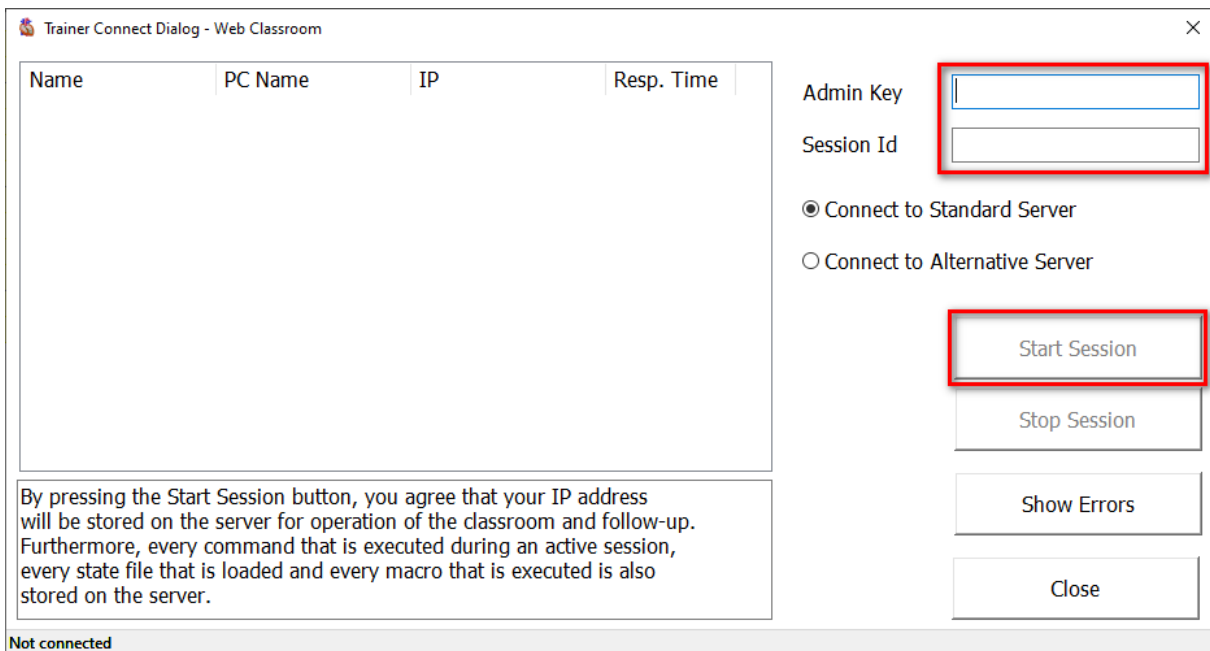 Trainer Connect Dialog - Web Classroom
Name PC Name IP Resp. Time
Admin Key
Session Id
Connect to Standard Server
Connect to Alternative Server
Start Session
Stop Session
Show Errors
Close
By pressing the Start Session button, you agree that your IP address
will be stored on the server for operation of the classroom and follow-up.
Furthermore, every command that is executed during an active session,
every state file that is loaded and every macro that is executed is also
stored on the server.
Not connected